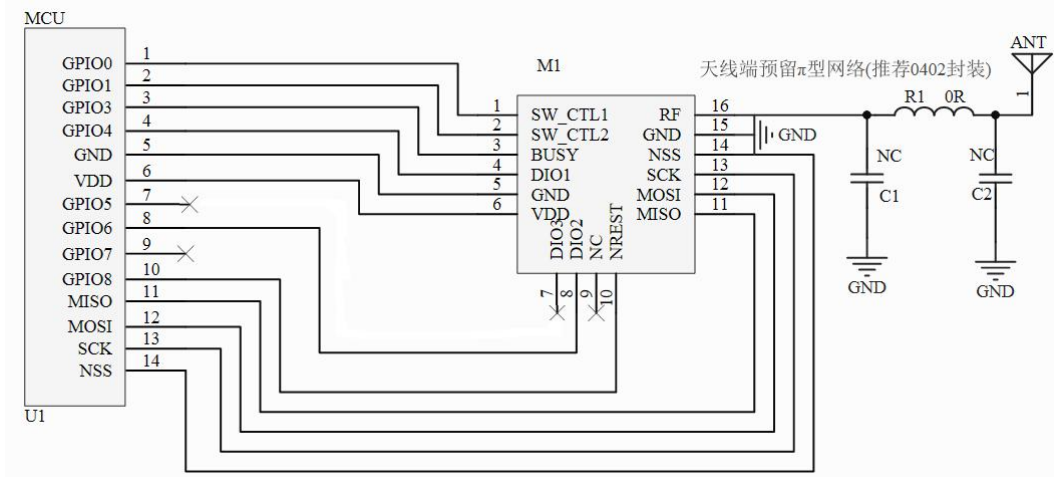 MCU
GPIO0 1
GPIO1 2
GPIO3 3
GPIO4 4
GND 5
VDD 6
GPIO5 7
GPIO6 8
GPIO7 9
GPIO8 10
MISO 11
MOSI 12
SCK 13
NSS 14
U1
M1
1 SW_CTL1
2 SW_CTL2
3 BUSY
4 DIO1
5 GND
6 VDD
DIO3 7
DIO2 8
NC 9
NREST 10
RF 16
GND 15
NSS 14
SCK 13
MOSI 12
MISO 11
GND
天线端预留π型网络(推荐0402封装)
ANT
1
R1 0R
NC
C1
GND
NC
C2
GND